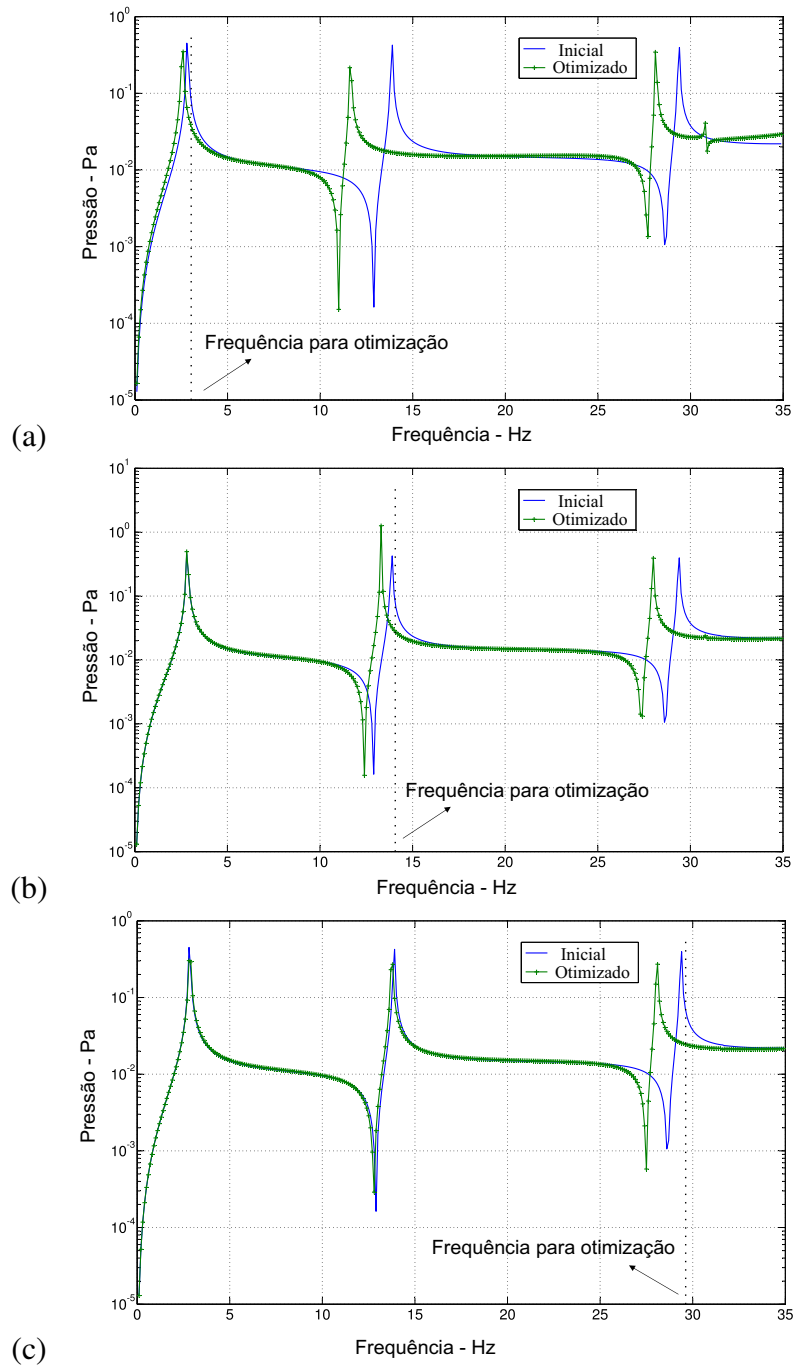 10^0
10^-1
10^-2
10^-3
10^-4
10^-5
Pressão - Pa
Inicial
Otimizado
Frequência para otimização
0 5 10 15 20 25 30 35
Frequência - Hz
(a)
10^1
10^0
10^-1
10^-2
10^-3
10^-4
10^-5
Pressão - Pa
Inicial
Otimizado
Frequência para otimização
0 5 10 15 20 25 30 35
Frequência - Hz
(b)
10^0
10^-1
10^-2
10^-3
10^-4
10^-5
Pressão - Pa
Inicial
Otimizado
Frequência para otimização
0 5 10 15 20 25 30 35
Frequência - Hz
(c)